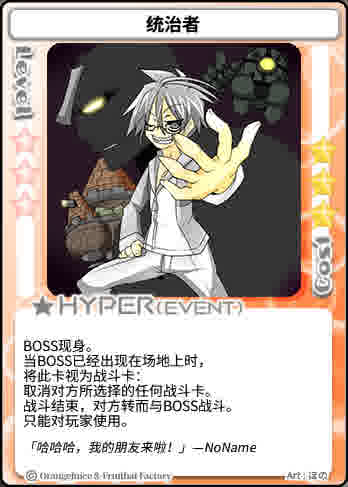 统治者
Level
Cost
HYPER(EVENT)
BOSS现身。
当BOSS已经出现在场地上时，
将此卡视为战斗卡：
取消对方所选择的任何战斗卡。
战斗结束，对方转而与BOSS战斗。
只能对玩家使用。
「哈哈哈，我的朋友来啦！」—NoName
© OrangeJuice & Fruitbat Factory
Art : ほの